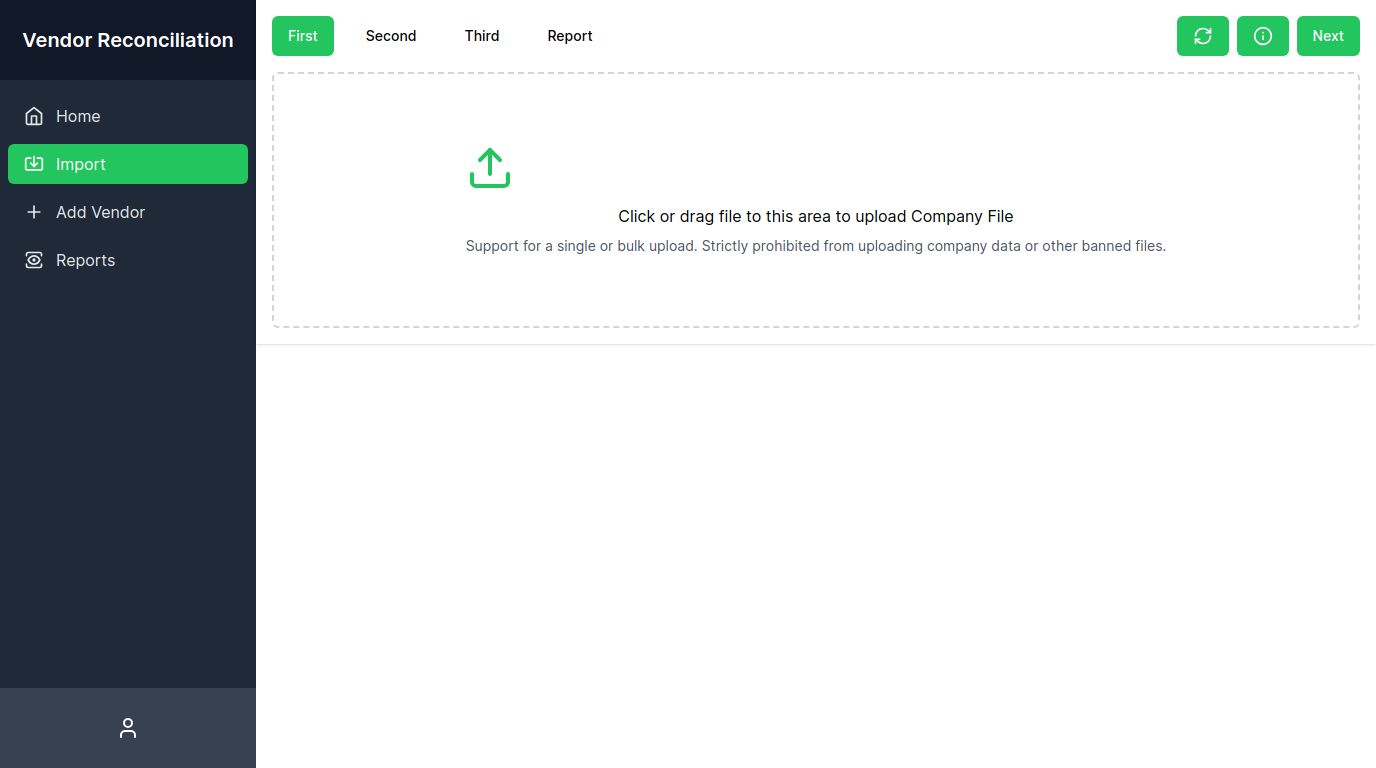 Vendor Reconciliation
Home
Import
Add Vendor
Reports
First
Second
Third
Report
Next
Click or drag file to this area to upload Company File
Support for a single or bulk upload. Strictly prohibited from uploading company data or other banned files.